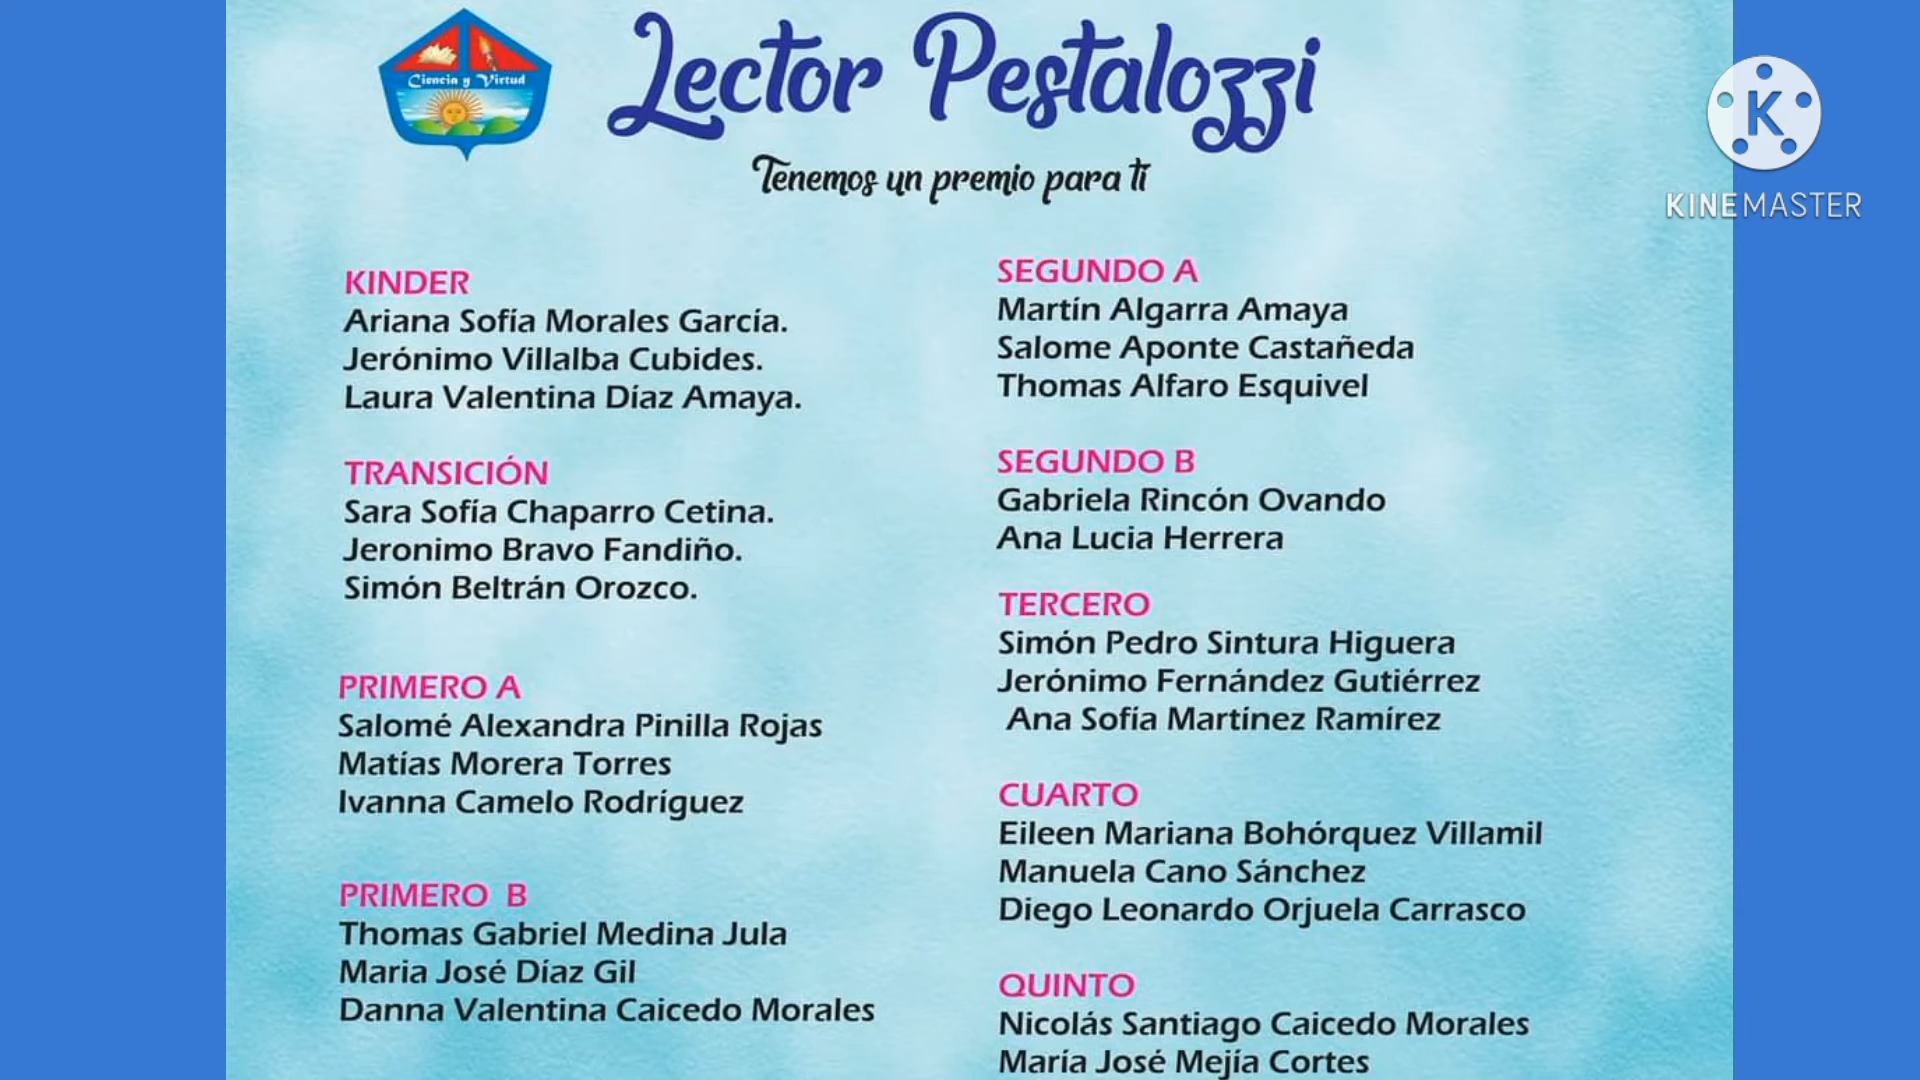 Ciencia y Virtud
Lector Pestalozzi
Tenemos un premio para ti
K
KINEMASTER
KINDER
Ariana Sofía Morales García.
Jerónimo Villalba Cubides.
Laura Valentina Díaz Amaya.
TRANSICIÓN
Sara Sofía Chaparro Cetina.
Jeronimo Bravo Fandiño.
Simón Beltrán Orozco.
PRIMERO A
Salomé Alexandra Pinilla Rojas
Matías Morera Torres
Ivanna Camelo Rodríguez
PRIMERO B
Thomas Gabriel Medina Jula
Maria José Díaz Gil
Danna Valentina Caicedo Morales
SEGUNDO A
Martín Algarra Amaya
Salome Aponte Castañeda
Thomas Alfaro Esquivel
SEGUNDO B
Gabriela Rincón Ovando
Ana Lucia Herrera
TERCERO
Simón Pedro Sintura Higuera
Jerónimo Fernández Gutiérrez
Ana Sofía Martínez Ramírez
CUARTO
Eileen Mariana Bohórquez Villamil
Manuela Cano Sánchez
Diego Leonardo Orjuela Carrasco
QUINTO
Nicolás Santiago Caicedo Morales
María José Mejía Cortes